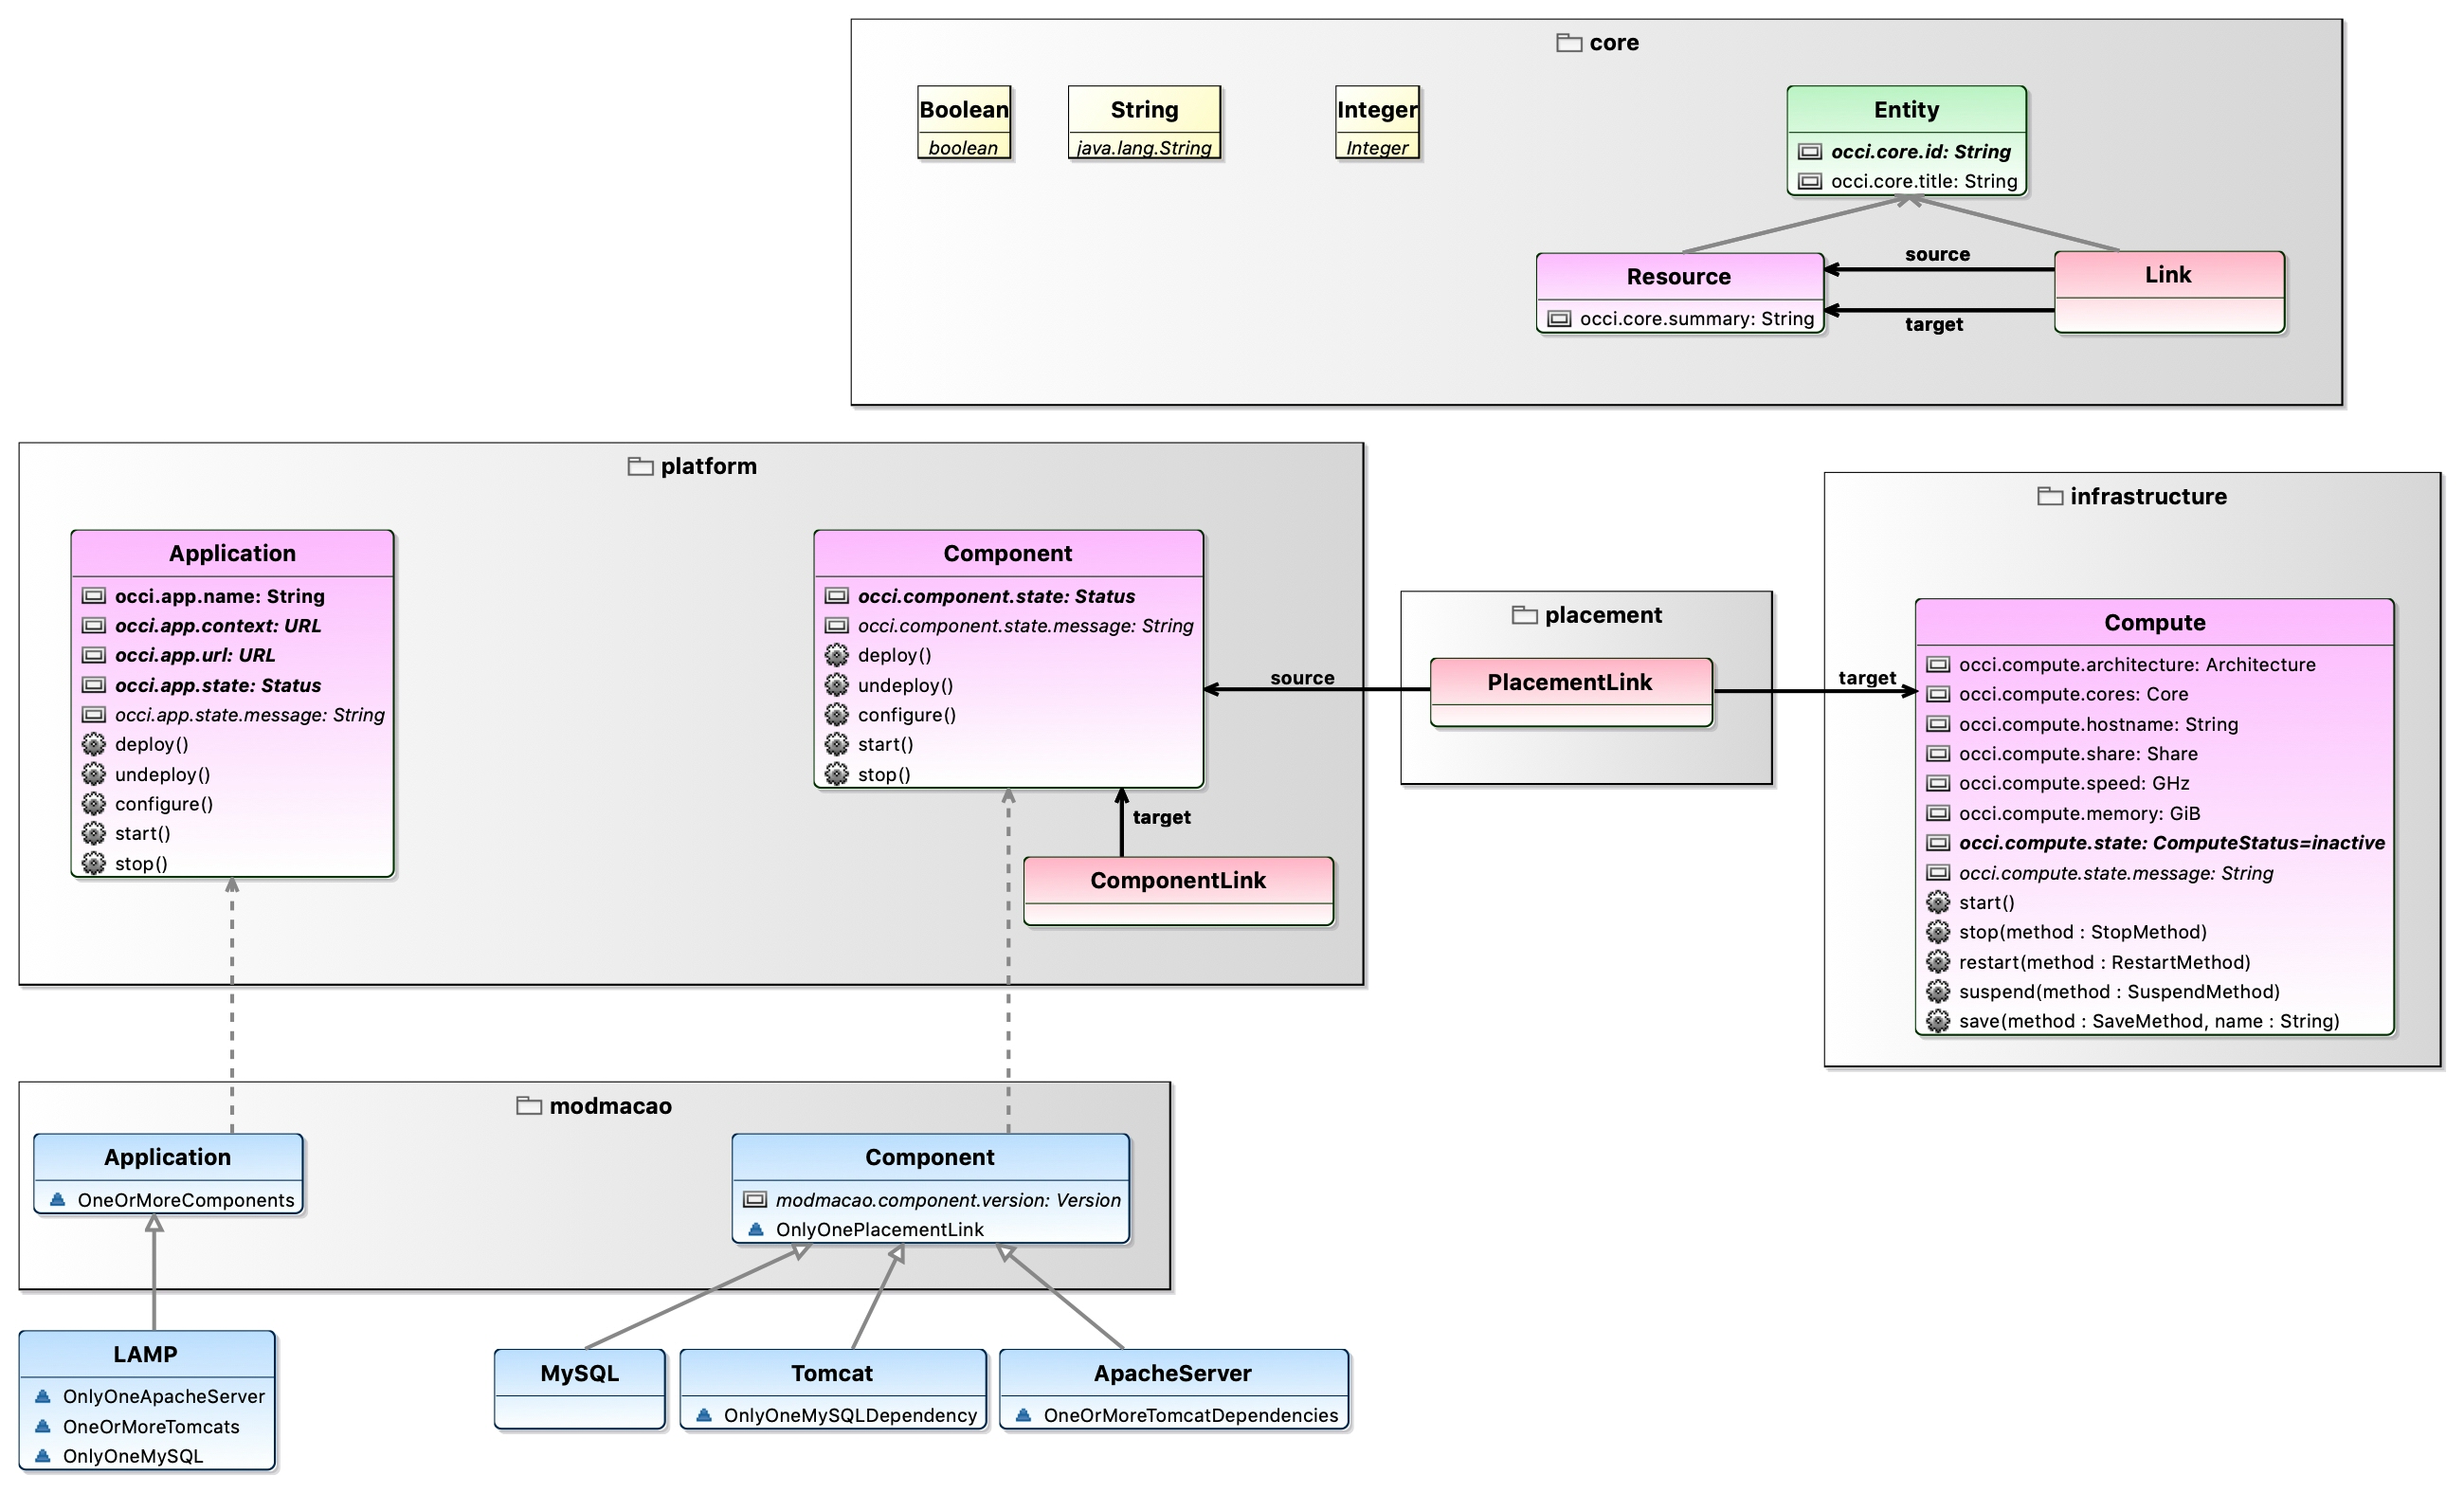 core
Boolean
boolean
String
java.lang.String
Integer
Integer
Entity
occi.core.id: String
occi.core.title: String
Resource
occi.core.summary: String
source
target
Link
platform
Application
occi.app.name: String
occi.app.context: URL
occi.app.url: URL
occi.app.state: Status
occi.app.state.message: String
deploy()
undeploy()
configure()
start()
stop()
Component
occi.component.state: Status
occi.component.state.message: String
deploy()
undeploy()
configure()
start()
stop()
target
ComponentLink
source
placement
PlacementLink
target
infrastructure
Compute
occi.compute.architecture: Architecture
occi.compute.cores: Core
occi.compute.hostname: String
occi.compute.share: Share
occi.compute.speed: GHz
occi.compute.memory: GiB
occi.compute.state: ComputeStatus=inactive
occi.compute.state.message: String
start()
stop(method : StopMethod)
restart(method : RestartMethod)
suspend(method : SuspendMethod)
save(method : SaveMethod, name : String)
modmacao
Application
OneOrMoreComponents
Component
modmacao.component.version: Version
OnlyOnePlacementLink
LAMP
OnlyOneApacheServer
OneOrMoreTomcats
OnlyOneMySQL
MySQL
Tomcat
OnlyOneMySQLDependency
ApacheServer
OneOrMoreTomcatDependencies